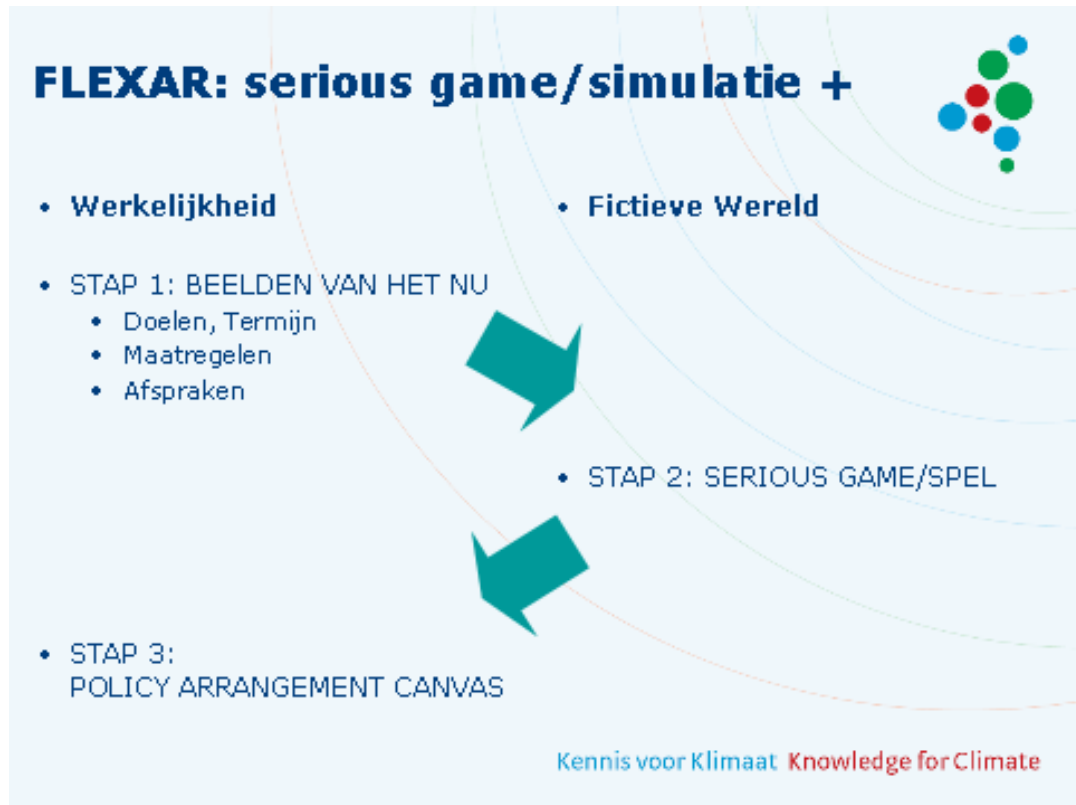 FLEXAR: serious game/simulatie +
• Werkelijkheid
• Fictieve Wereld
• STAP 1: BEELDEN VAN HET NU
• Doelen, Termijn
• Maatregelen
• Afspraken
• STAP 2: SERIOUS GAME/SPEL
• STAP 3:
POLICY ARRANGEMENT CANVAS
Kennis voor Klimaat Knowledge for Climate